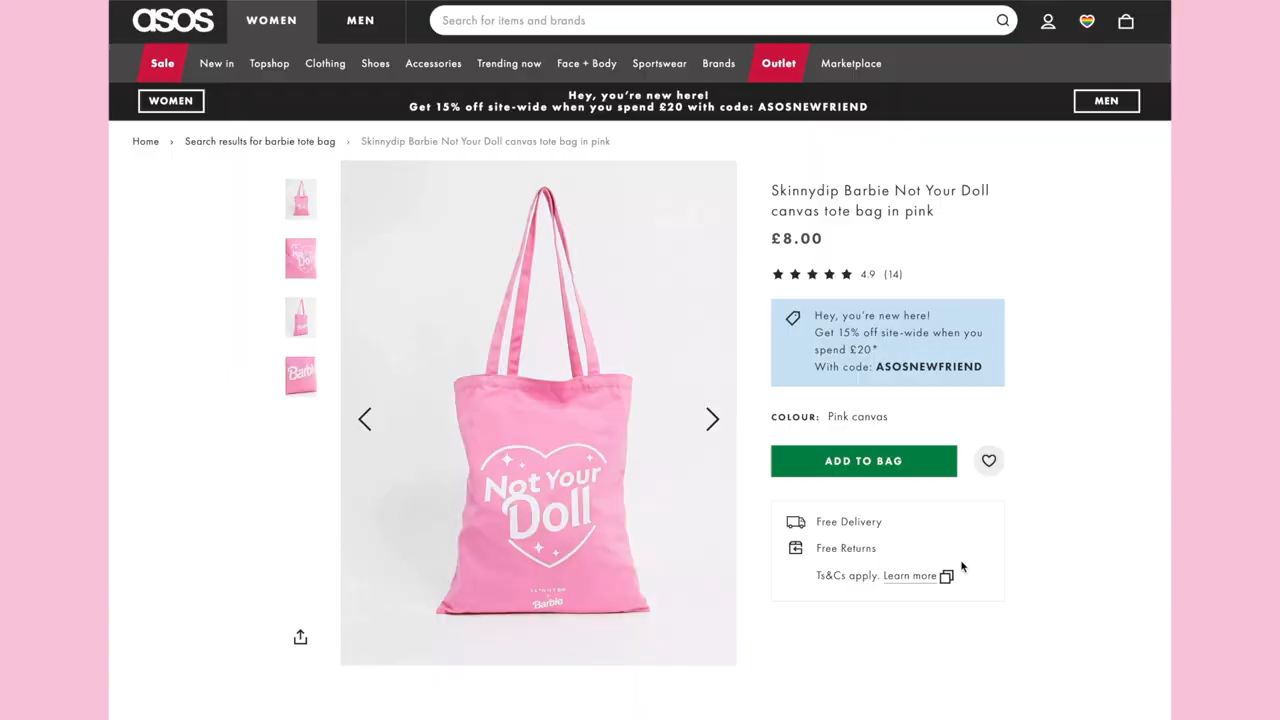 asos
WOMEN
MEN
Search for items and brands
Sale
New in
Topshop
Clothing
Shoes
Accessories
Trending now
Face + Body
Sportswear
Brands
Outlet
Marketplace
WOMEN
Hey, you're new here!
Get 15% off site-wide when you spend £20 with code: ASOSNEWFRIEND
MEN
Home › Search results for barbie tote bag › Skinnydip Barbie Not Your Doll canvas tote bag in pink
Not Your
Doll
Barbie
Barbie
Skinnydip Barbie Not Your Doll
canvas tote bag in pink
£8.00
4.9 (14)
Hey, you're new here!
Get 15% off site-wide when you
spend £20*
With code: ASOSNEWFRIEND
COLOUR: Pink canvas
ADD TO BAG
Free Delivery
Free Returns
Ts&Cs apply. Learn more